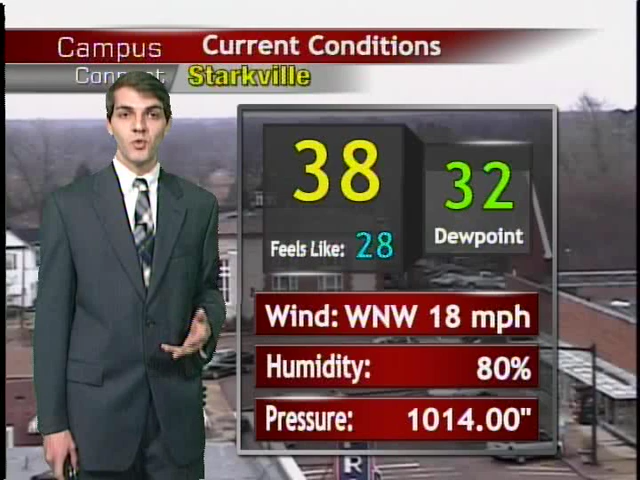 Campus
Connect
Current Conditions
Starkville
38
Feels Like: 28
32
Dewpoint
Wind: WNW 18 mph
Humidity: 80%
Pressure: 1014.00"